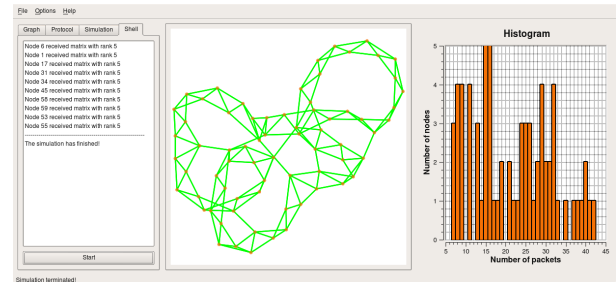 File Options Help
Graph Protocol Simulation Shell
Node 6 received matrix with rank 5
Node 1 received matrix with rank 5
Node 17 received matrix with rank 5
Node 31 received matrix with rank 5
Node 34 received matrix with rank 5
Node 45 received matrix with rank 5
Node 58 received matrix with rank 5
Node 59 received matrix with rank 5
Node 53 received matrix with rank 5
Node 55 received matrix with rank 5
The simulation has finished!
Start
Simulation terminated!
Histogram
Number of nodes
5
4
3
2
1
0
5 10 15 20 25 30 35 40 45
Number of packets